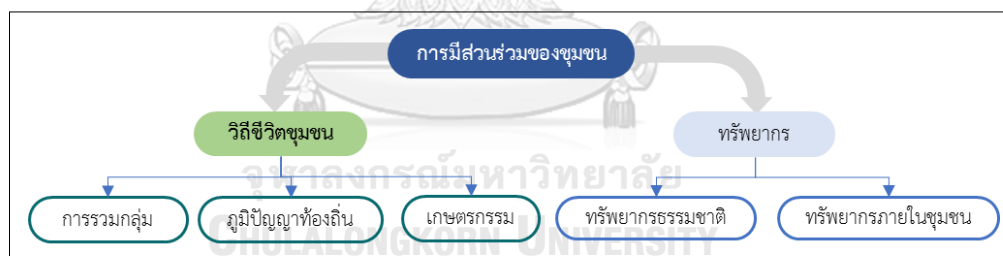 การมีส่วนร่วมของชุมชน
วิถีชีวิตชุมชน
ทรัพยากร
จุฬาลงกรณ์มหาวิทยาลัย
การรวมกลุ่ม
ภูมิปัญญาท้องถิ่น
เกษตรกรรม
ทรัพยากรธรรมชาติ
ทรัพยากรภายในชุมชน
CHULALONGKORN UNIVERSITY